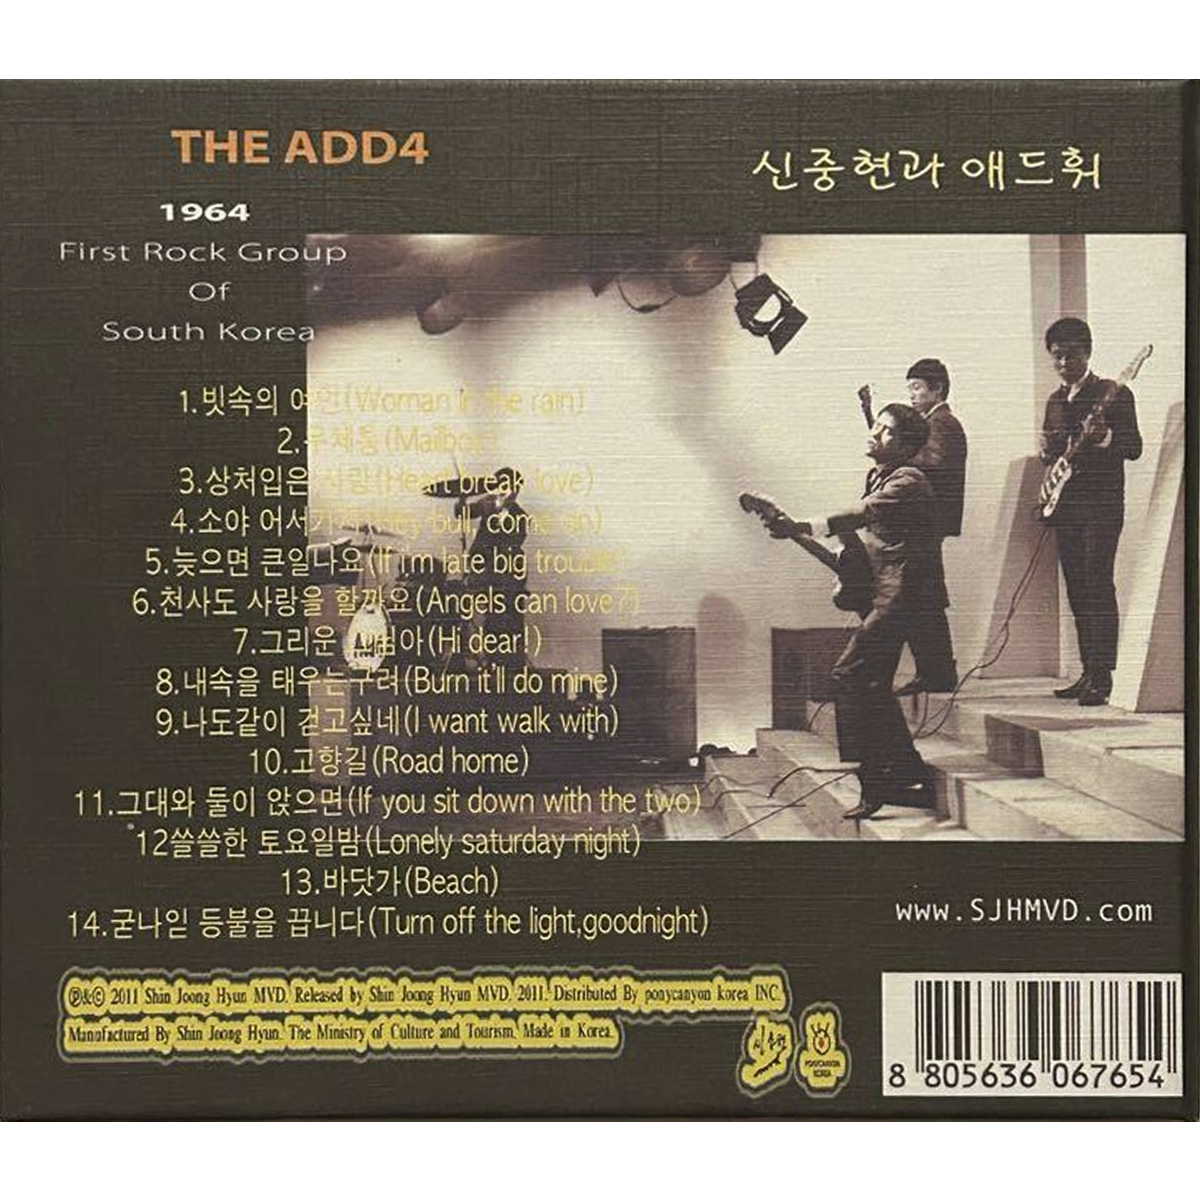 THE ADD4
신중현과 애드훠
1964
First Rock Group
Of
South Korea
1.빗속의 여인(Woman in the rain)
2.우체통(Mailbox)
3.상처입은 사랑(Heart break love)
4.소야 어서가자(Hey bull, come on)
5.늦으면 큰일나요(If i'm late big trouble)
6.천사도 사랑을 할까요(Angels can love?)
7.그리운 그님아(Hi dear!)
8.내속을 태우는구려(Burn it'll do mine)
9.나도같이 걷고싶네(I want walk with)
10.고향길(Road home)
11.그대와 둘이 앉으면(If you sit down with the two)
12쓸쓸한 토요일밤(Lonely saturday night)
13.바닷가(Beach)
14.굳나잍 등불을 끕니다(Turn off the light,goodnight)
www.SJHMVD.com
℗&© 2011 Shin Joong Hyun MVD. Released by Shin Joong Hyun MVD. 2011. Distributed By ponycanyon korea INC.
Manufactured By Shin Joong Hyun. The Ministry of Culture and Tourism. Made in Korea.
신중현
PONYCANYON
KOREA
8 805636 067654